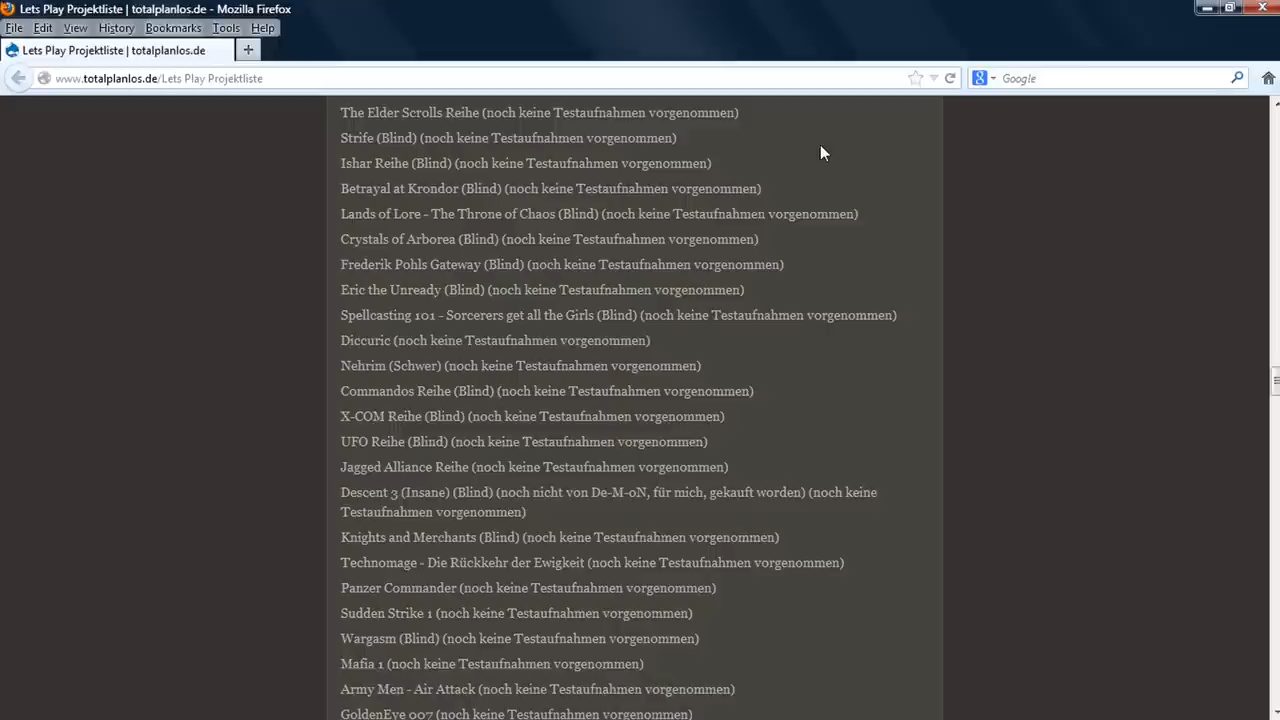 Lets Play Projektliste | totalplanlos.de - Mozilla Firefox
File Edit View History Bookmarks Tools Help
Lets Play Projektliste | totalplanlos.de
www.totalplanlos.de/Lets Play Projektliste
Google
The Elder Scrolls Reihe (noch keine Testaufnahmen vorgenommen)
Strife (Blind) (noch keine Testaufnahmen vorgenommen)
Ishar Reihe (Blind) (noch keine Testaufnahmen vorgenommen)
Betrayal at Krondor (Blind) (noch keine Testaufnahmen vorgenommen)
Lands of Lore - The Throne of Chaos (Blind) (noch keine Testaufnahmen vorgenommen)
Crystals of Arborea (Blind) (noch keine Testaufnahmen vorgenommen)
Frederik Pohls Gateway (Blind) (noch keine Testaufnahmen vorgenommen)
Eric the Unready (Blind) (noch keine Testaufnahmen vorgenommen)
Spellcasting 101 - Sorcerers get all the Girls (Blind) (noch keine Testaufnahmen vorgenommen)
Diccuric (noch keine Testaufnahmen vorgenommen)
Nehrim (Schwer) (noch keine Testaufnahmen vorgenommen)
Commandos Reihe (Blind) (noch keine Testaufnahmen vorgenommen)
X-COM Reihe (Blind) (noch keine Testaufnahmen vorgenommen)
UFO Reihe (Blind) (noch keine Testaufnahmen vorgenommen)
Jagged Alliance Reihe (noch keine Testaufnahmen vorgenommen)
Descent 3 (Insane) (Blind) (noch nicht von De-M-oN, für mich, gekauft worden) (noch keine
Testaufnahmen vorgenommen)
Knights and Merchants (Blind) (noch keine Testaufnahmen vorgenommen)
Technomage - Die Rückkehr der Ewigkeit (noch keine Testaufnahmen vorgenommen)
Panzer Commander (noch keine Testaufnahmen vorgenommen)
Sudden Strike 1 (noch keine Testaufnahmen vorgenommen)
Wargasm (Blind) (noch keine Testaufnahmen vorgenommen)
Mafia 1 (noch keine Testaufnahmen vorgenommen)
Army Men - Air Attack (noch keine Testaufnahmen vorgenommen)
GoldenEye 007 (noch keine Testaufnahmen vorgenommen)